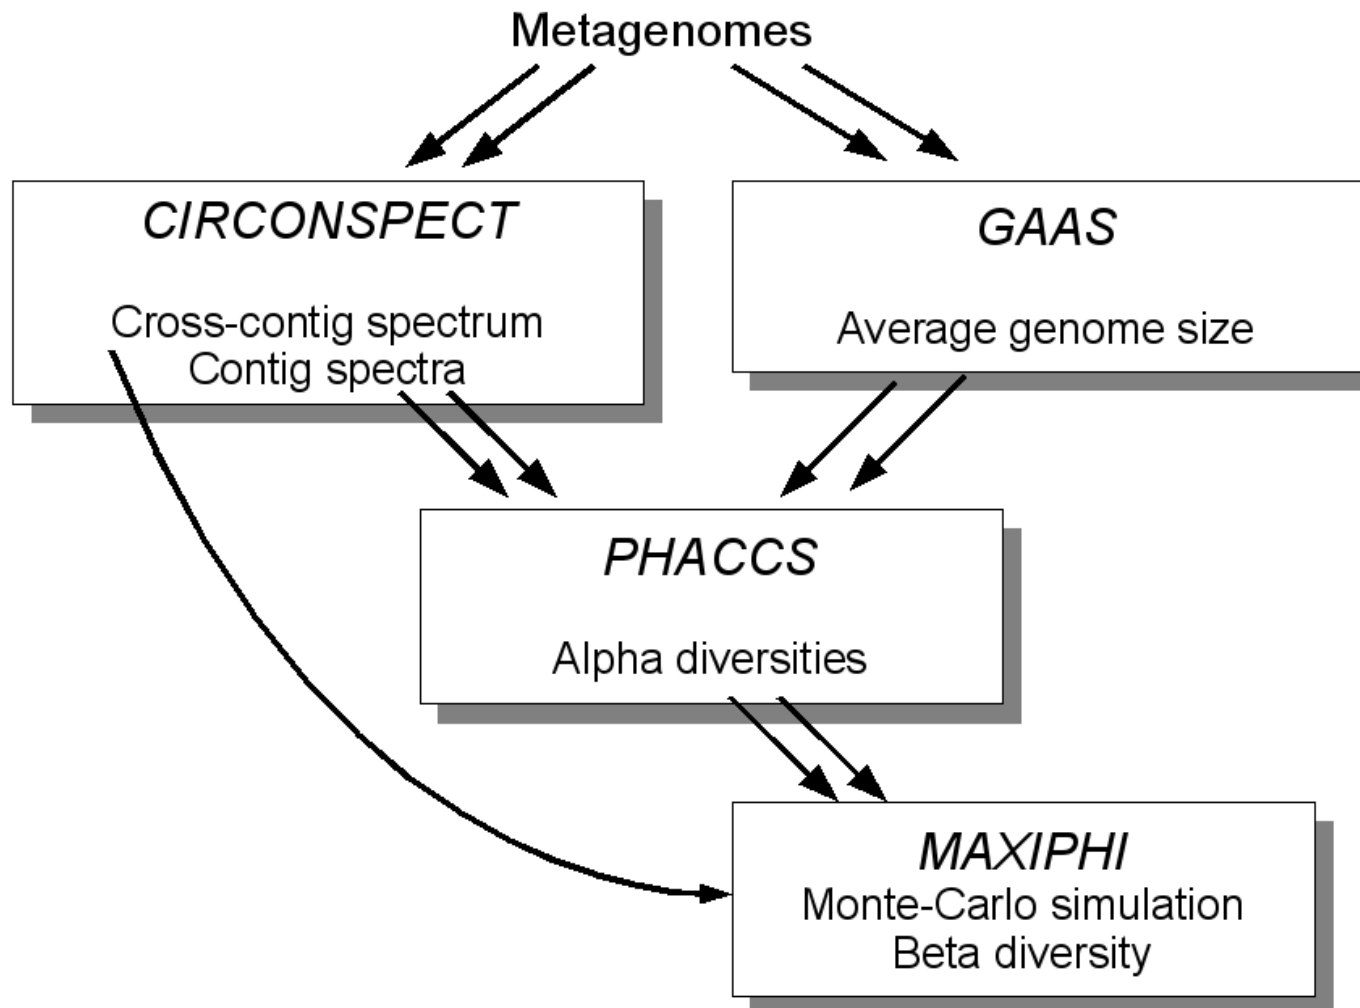 Metagenomes
CIRCONSPECT
Cross-contig spectrum
Contig spectra
GAAS
Average genome size
PHACCS
Alpha diversities
MAXIPHI
Monte-Carlo simulation
Beta diversity